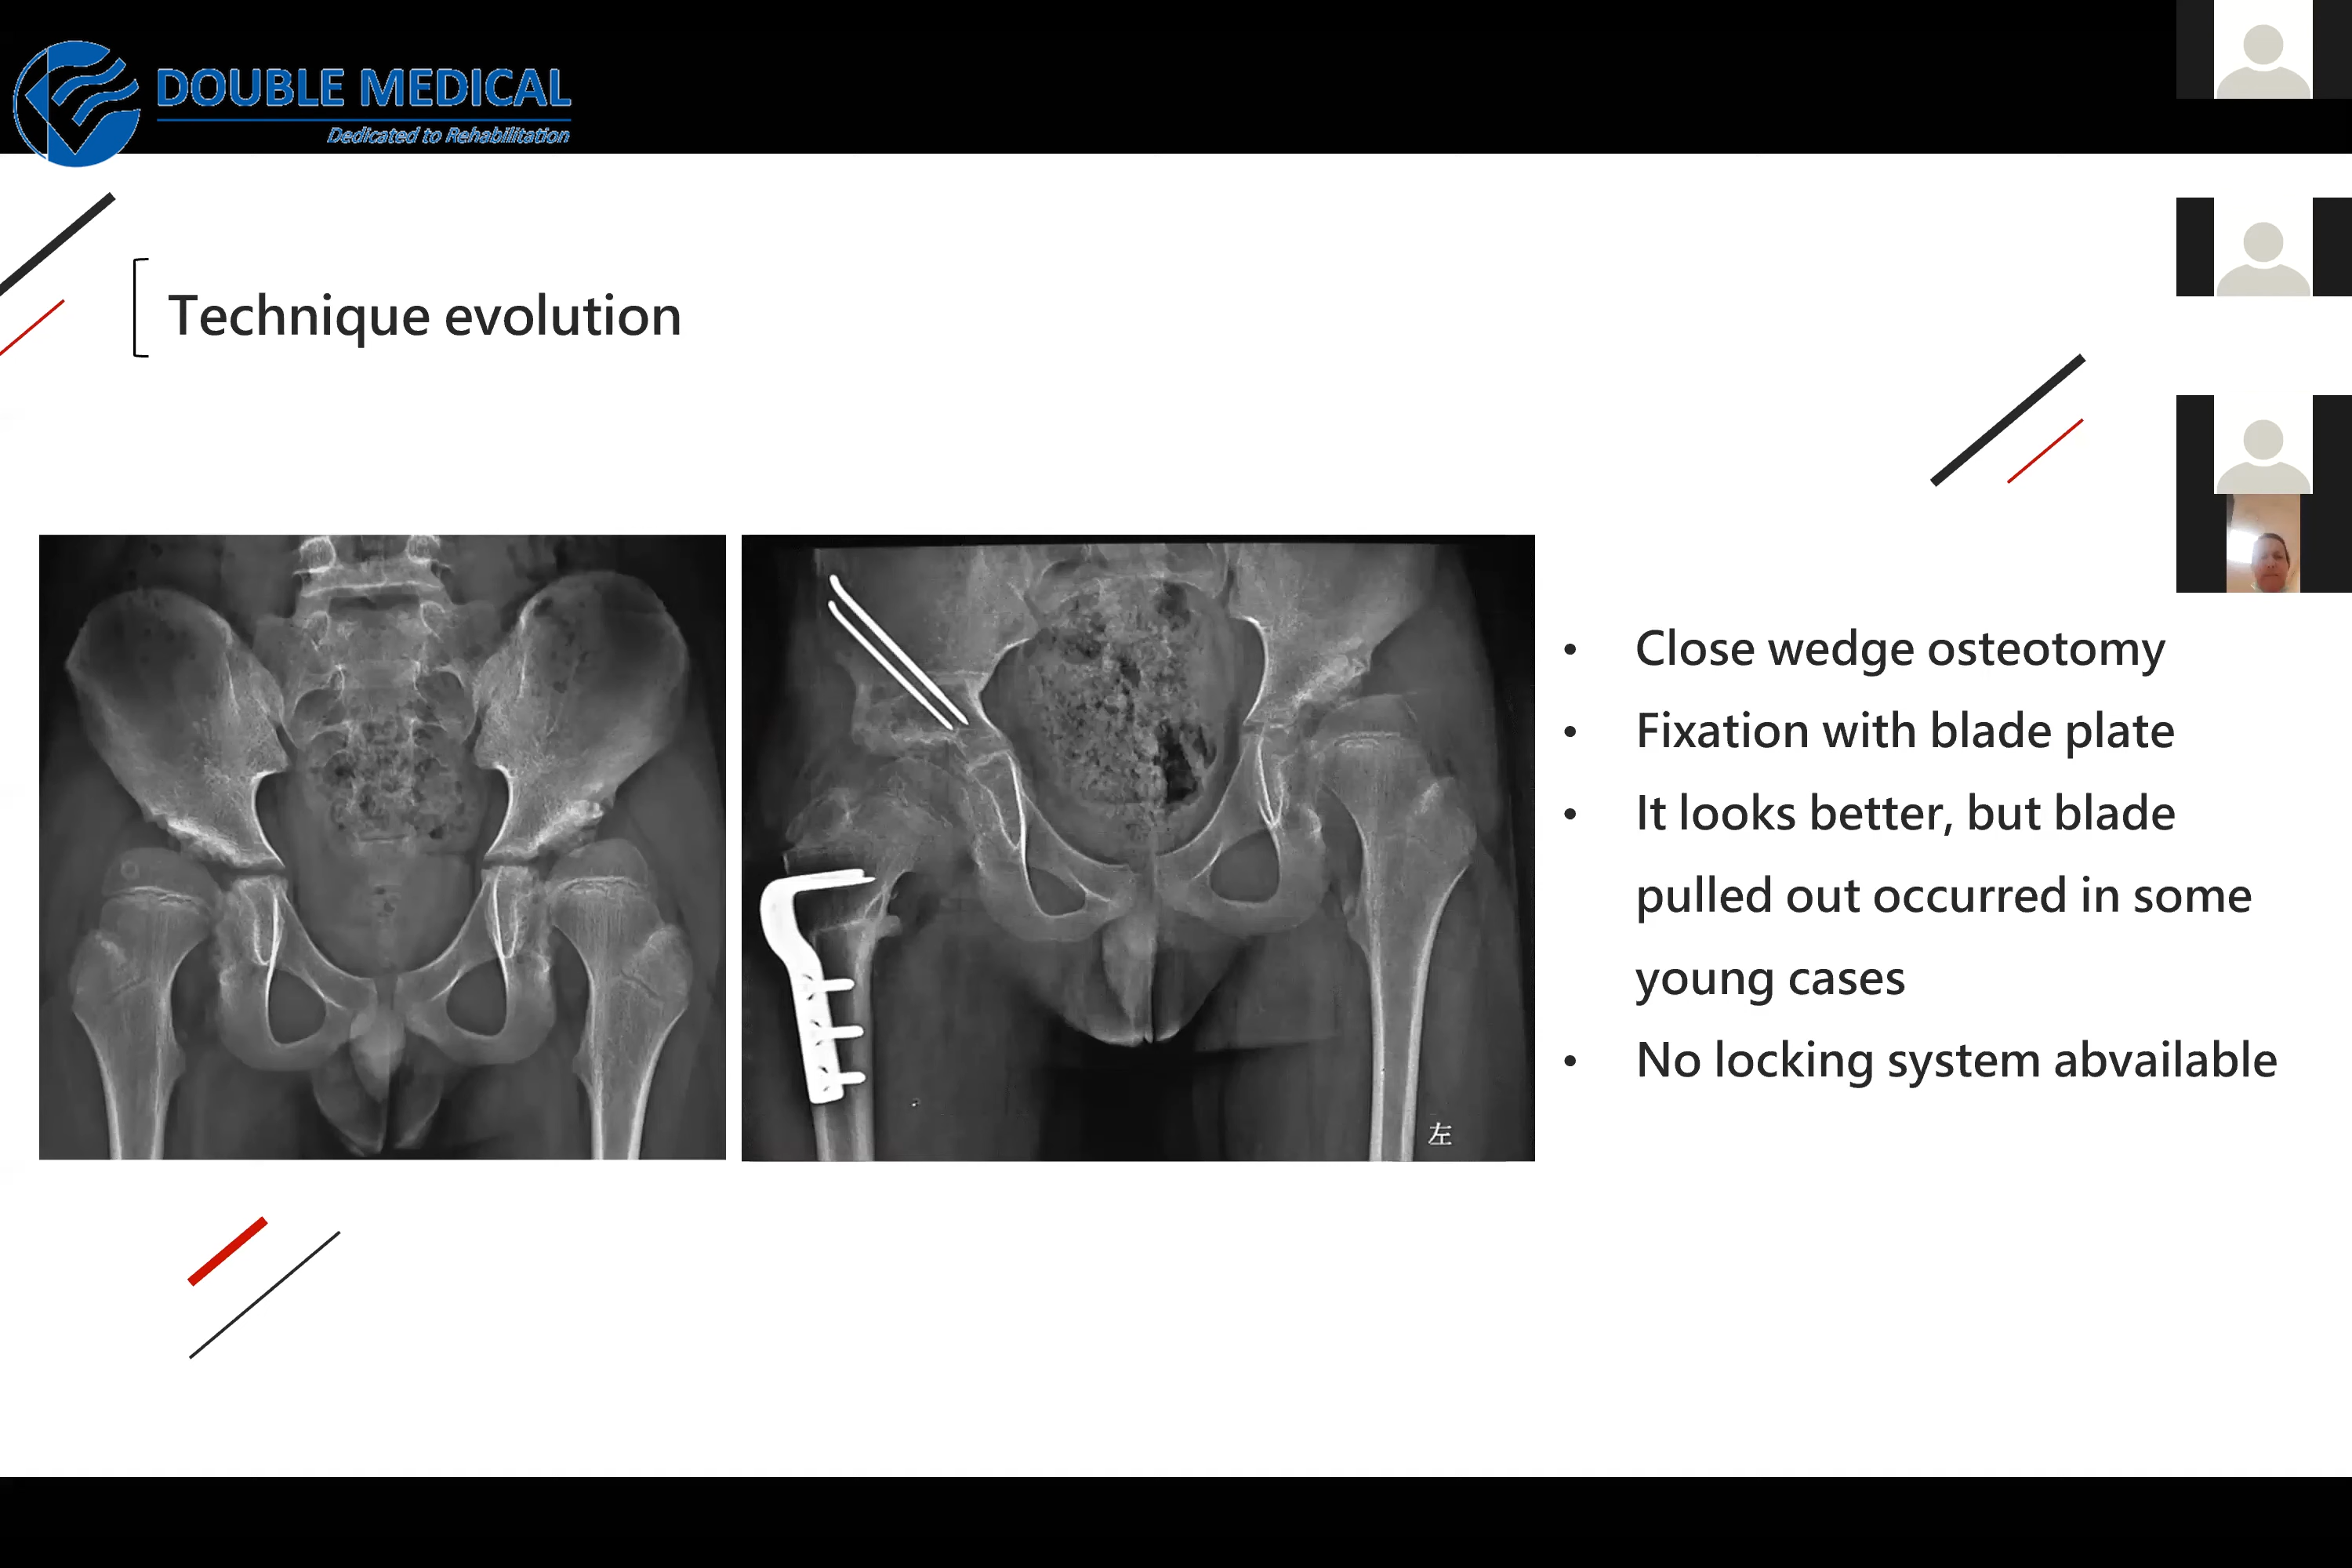 DOUBLE MEDICAL
Dedicated to Rehabilitation
Technique evolution
• Close wedge osteotomy
• Fixation with blade plate
• It looks better, but blade
pulled out occurred in some
young cases
• No locking system abvailable
左